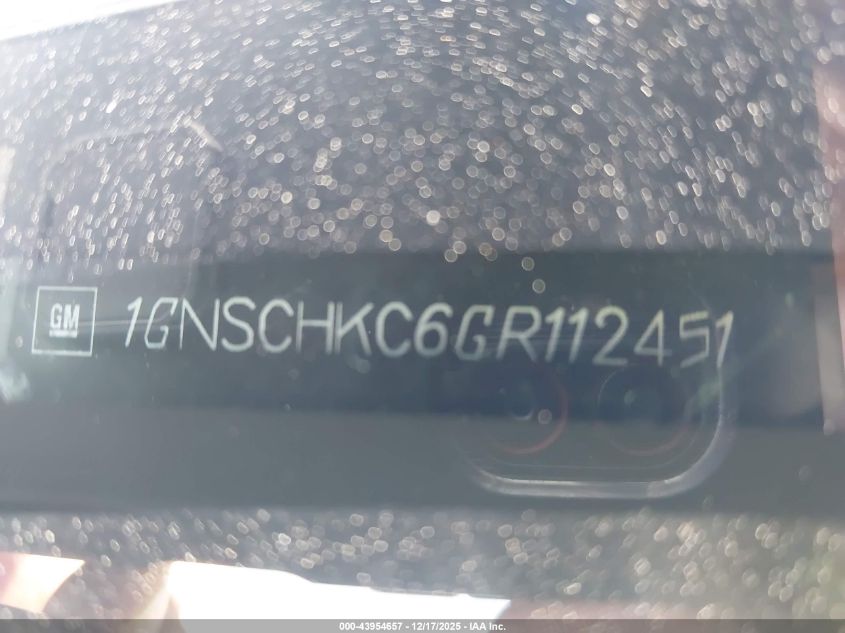 GM 1GNSCHKC6GR112451
000-43954657 - 12/17/2025 - IAA Inc.